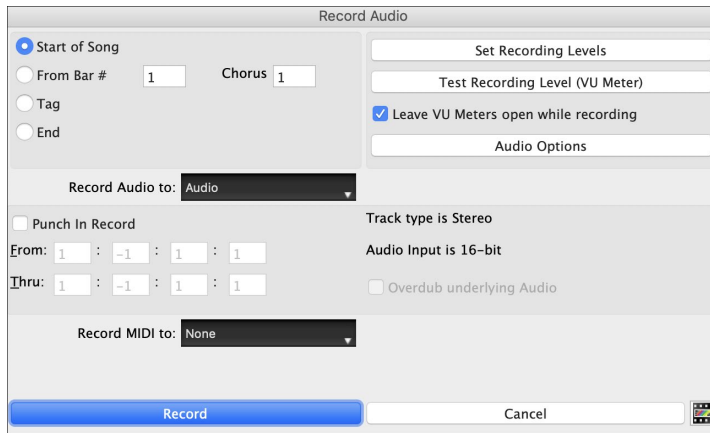 Record Audio
Start of Song
From Bar # 1 Chorus 1
Tag
End
Set Recording Levels
Test Recording Level (VU Meter)
Leave VU Meters open while recording
Audio Options
Record Audio to: Audio
Punch In Record
From: 1 : -1 : 1 : 1
Thru: 1 : -1 : 1 : 1
Track type is Stereo
Audio Input is 16-bit
Overdub underlying Audio
Record MIDI to: None
Record
Cancel